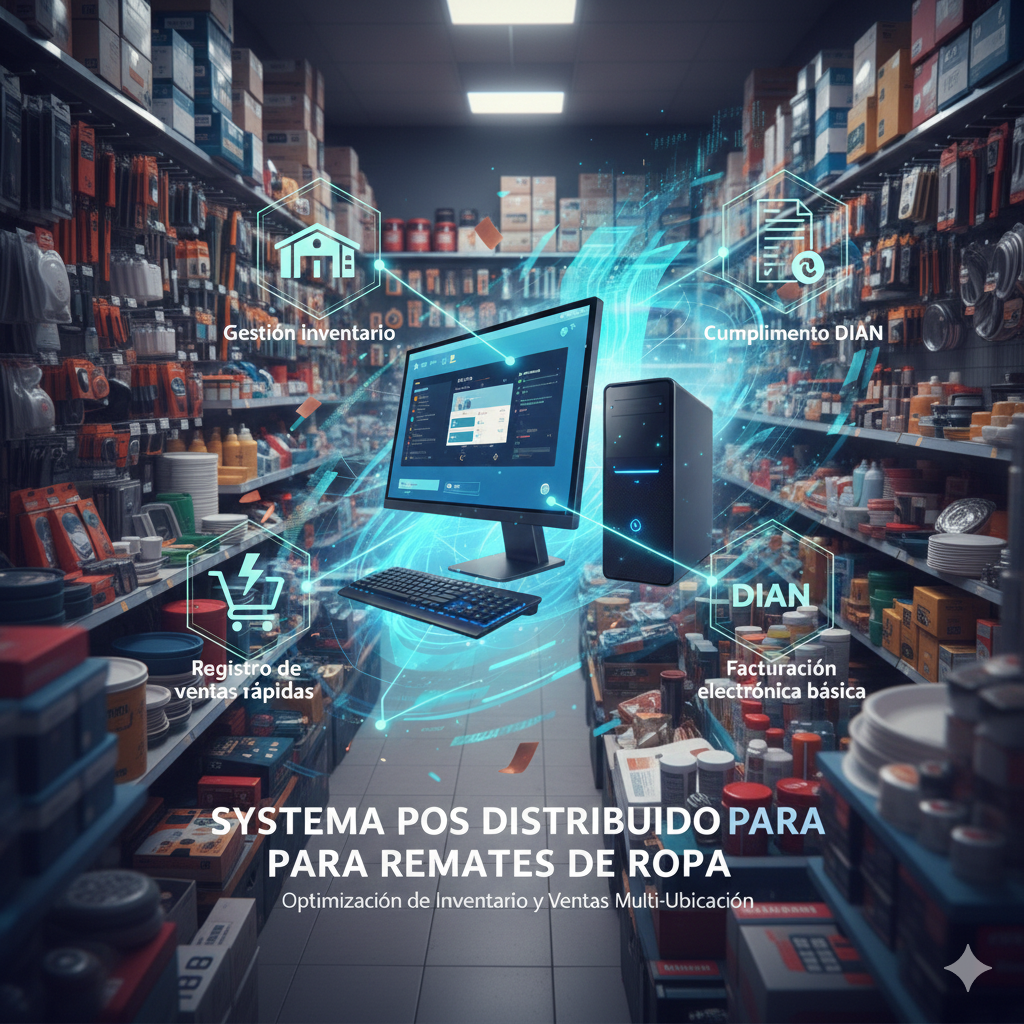 Gestión inventario
Cumplimento DIAN
DIAN
Registro de
ventas rápidas
Facturación
electrónica básica
SYSTEMA POS DISTRIBUIDO PARA
PARA REMATES DE ROPA
Optimización de Inventario y Ventas Multi-Ubicación